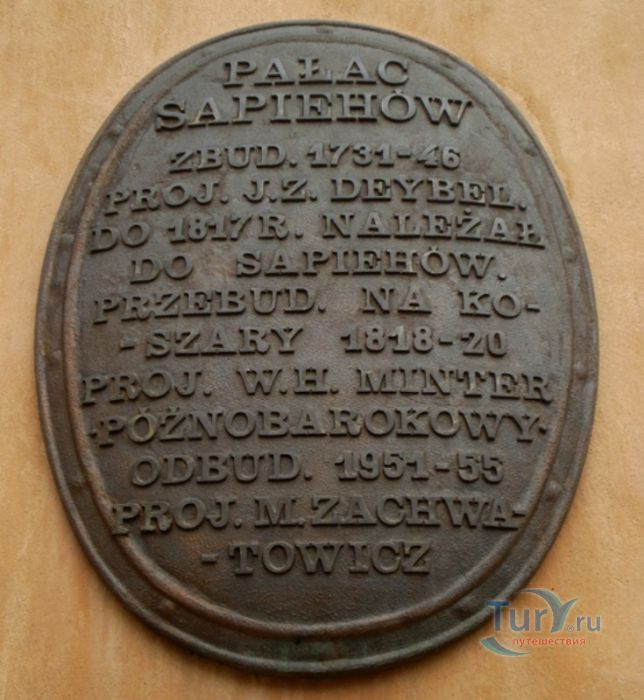 PAŁAC
SAPIEHÓW
ZBUD. 1731-46
PROJ. J.Z. DEYBEL.
DO 1817 R. NALEŻAŁ
DO SAPIEHÓW.
PRZEBUD. NA KO-
-SZARY 1818-20
PROJ. W.H. MINTER
·PÓŹNOBAROKOWY·
ODBUD. 1951-55
PROJ. M. ZACHWA-
-TOWICZ
Tury.ru
путешествия